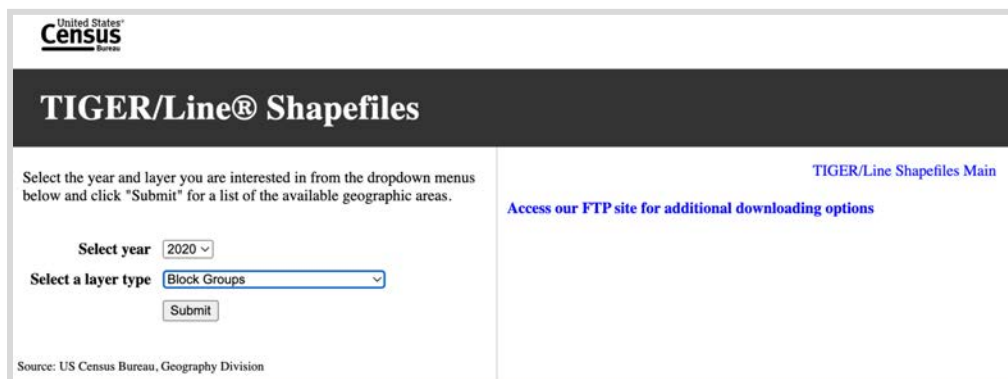 United States®
Census
Bureau
TIGER/Line® Shapefiles
Select the year and layer you are interested in from the dropdown menus
below and click "Submit" for a list of the available geographic areas.
Select year 2020
Select a layer type Block Groups
Submit
Source: US Census Bureau, Geography Division
TIGER/Line Shapefiles Main
Access our FTP site for additional downloading options